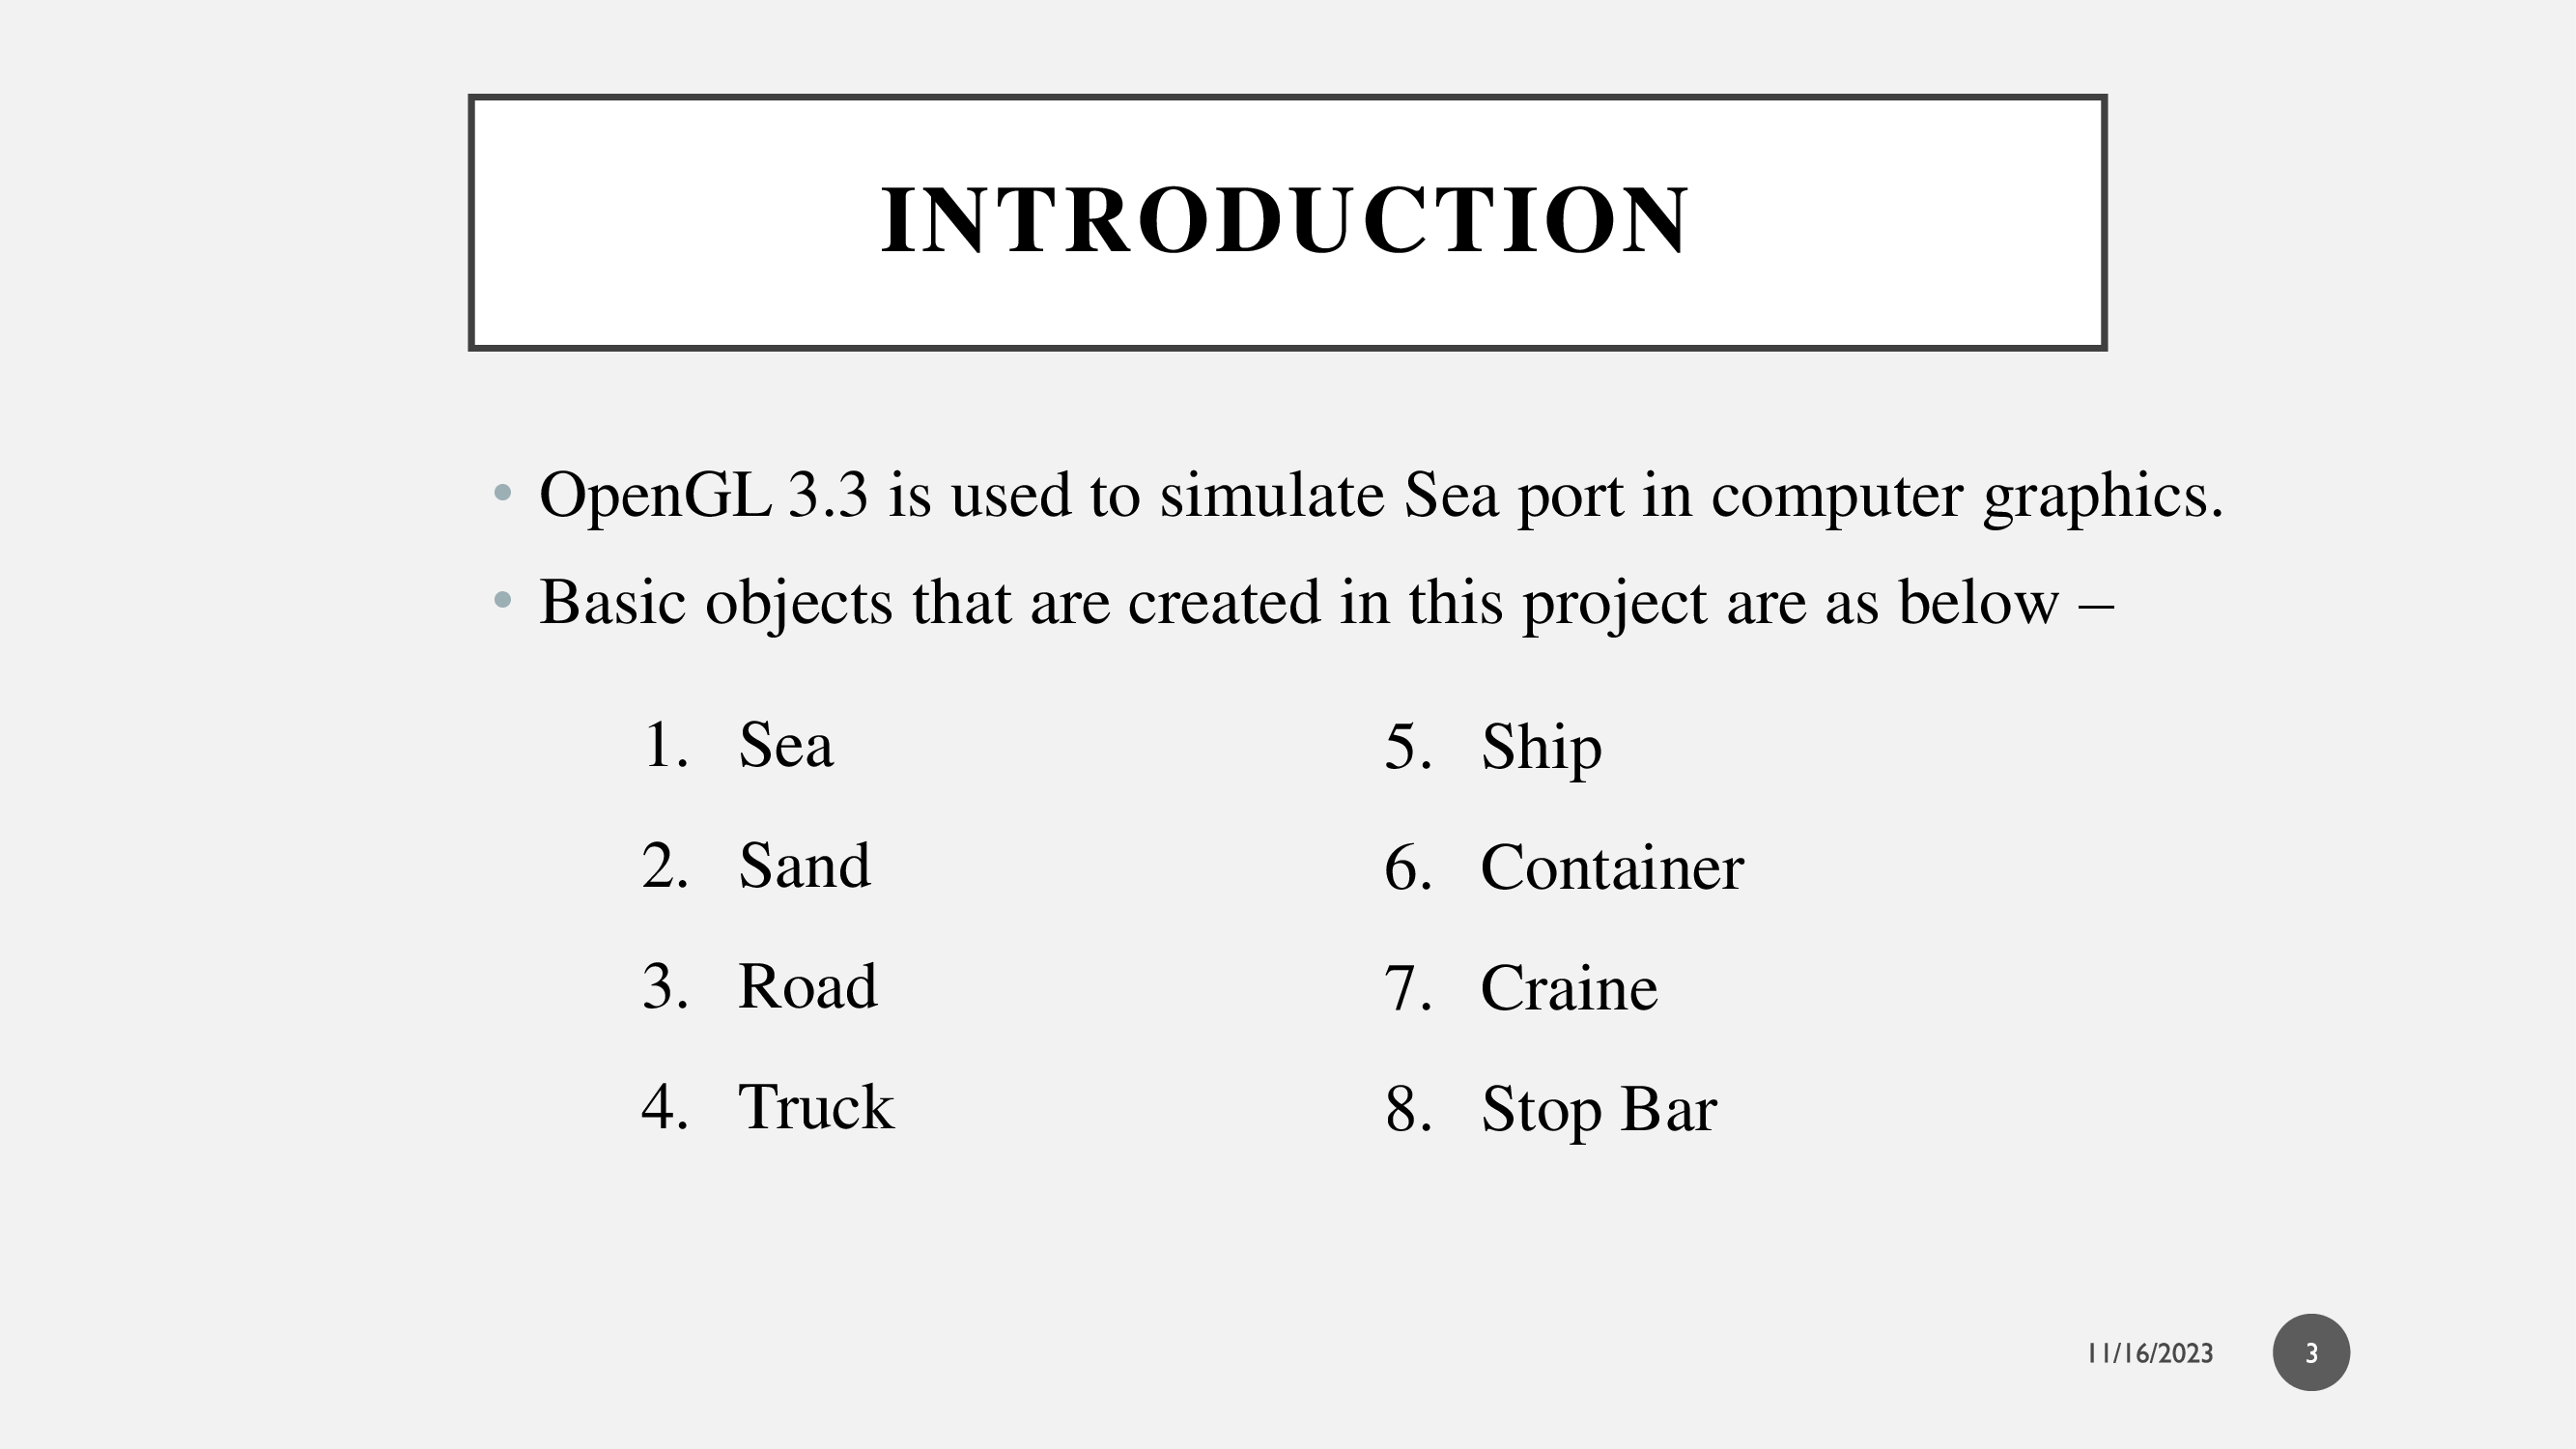 INTRODUCTION
• OpenGL 3.3 is used to simulate Sea port in computer graphics.
• Basic objects that are created in this project are as below –
1. Sea
2. Sand
3. Road
4. Truck
5. Ship
6. Container
7. Craine
8. Stop Bar
11/16/2023
3